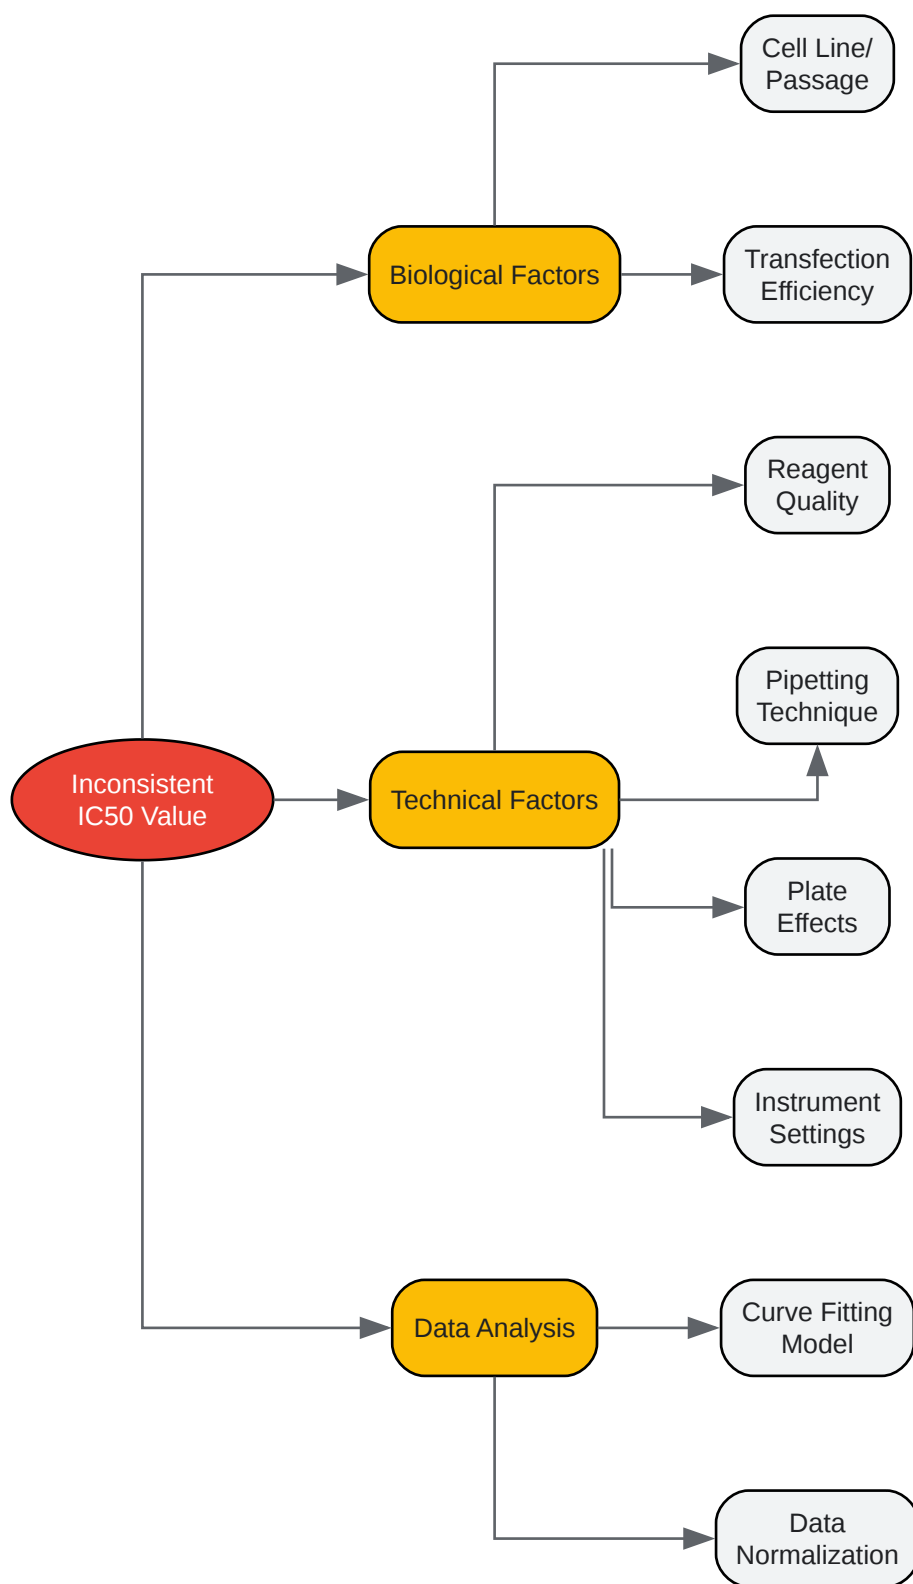 Cell Line/
Passage
Biological Factors
Transfection
Efficiency
Reagent
Quality
Pipetting
Technique
Inconsistent
IC50 Value
Technical Factors
Plate
Effects
Instrument
Settings
Data Analysis
Curve Fitting
Model
Data
Normalization